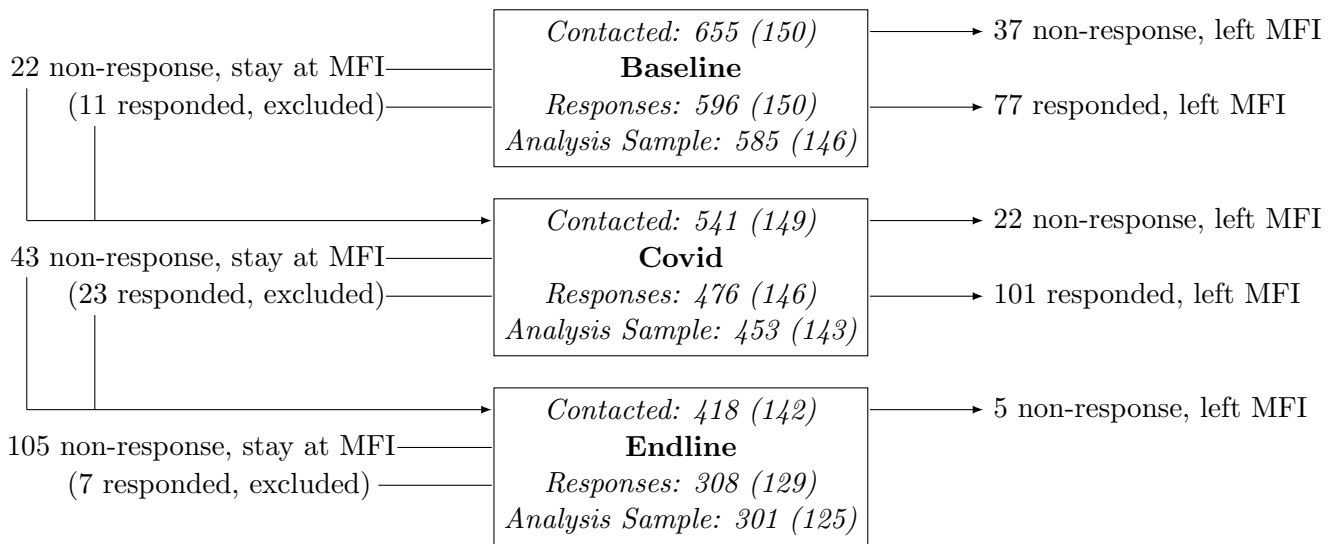 Contacted: 655 (150)
37 non-response, left MFI
22 non-response, stay at MFI
Baseline
(11 responded, excluded)
Responses: 596 (150)
77 responded, left MFI
Analysis Sample: 585 (146)
Contacted: 541 (149)
22 non-response, left MFI
43 non-response, stay at MFI
Covid
(23 responded, excluded)
Responses: 476 (146)
101 responded, left MFI
Analysis Sample: 453 (143)
Contacted: 418 (142)
5 non-response, left MFI
105 non-response, stay at MFI
Endline
(7 responded, excluded)
Responses: 308 (129)
Analysis Sample: 301 (125)